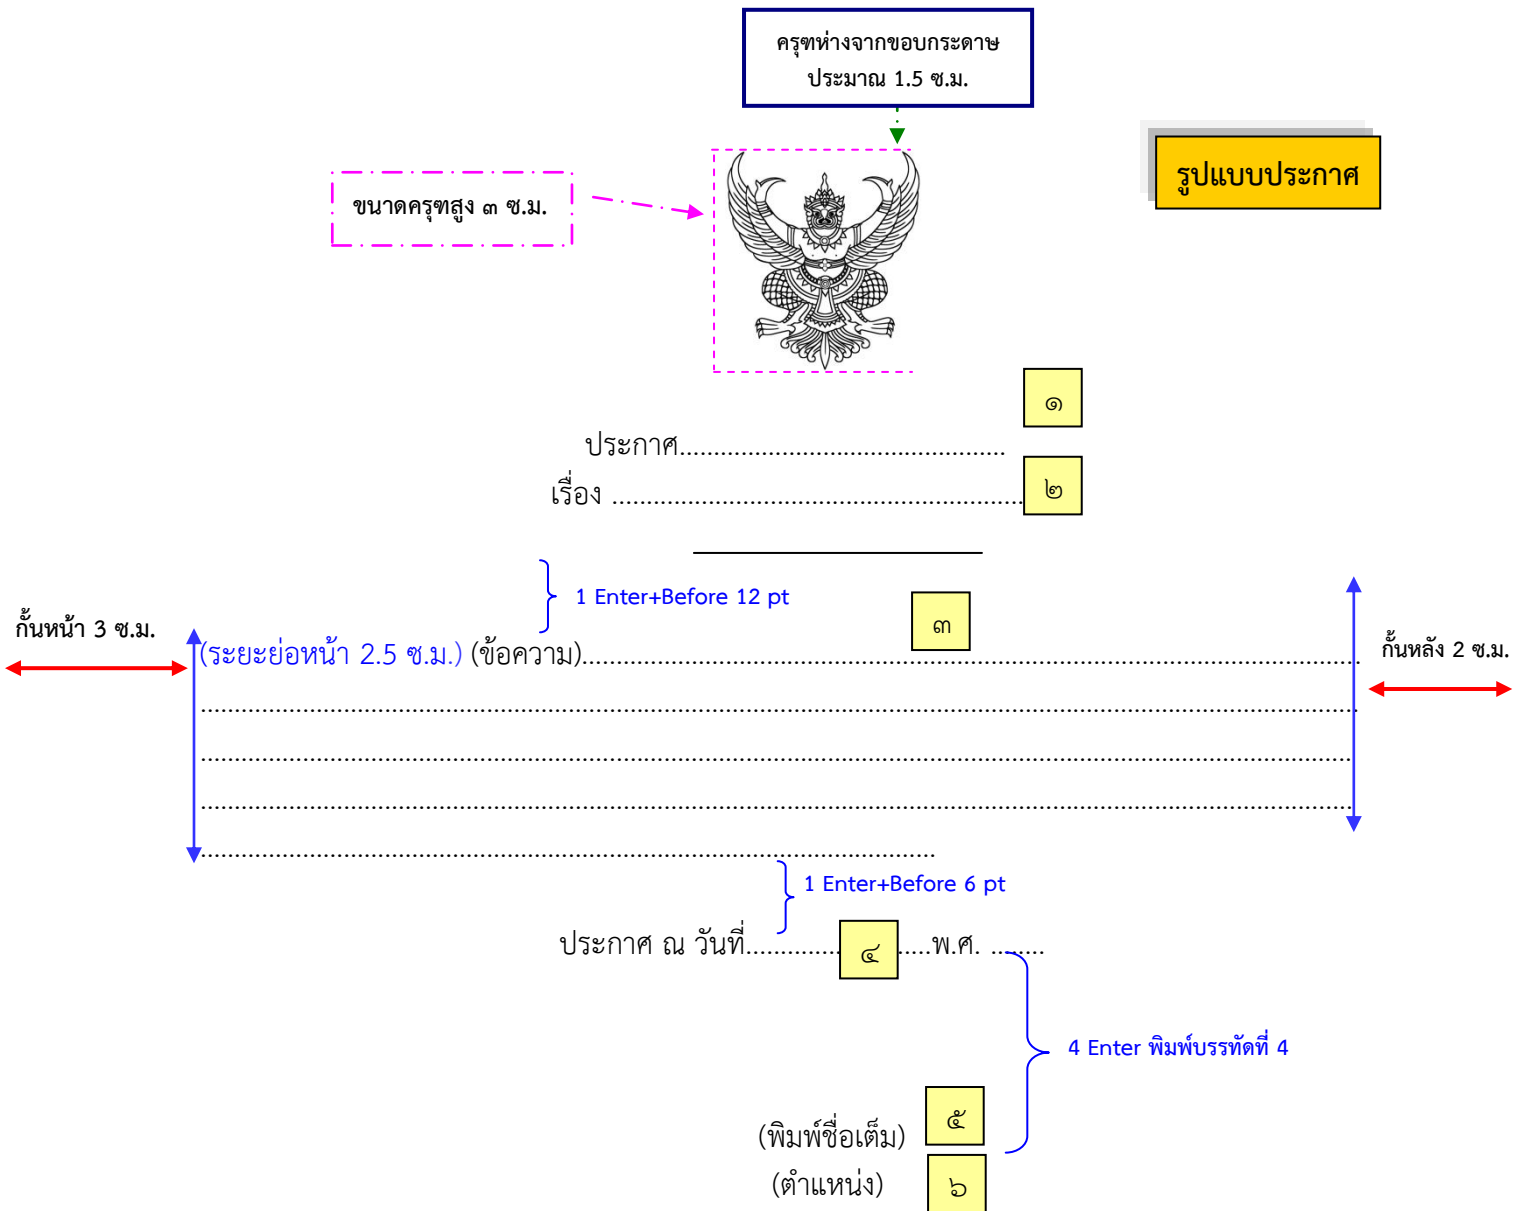 ครุฑห่างจากขอบกระดาษ
ประมาณ 1.5 ซ.ม.
รูปแบบประกาศ
ขนาดครุฑสูง ๓ ซ.ม.
๑
ประกาศ................................................
เรื่อง .............................................................
๒
1 Enter+Before 12 pt
๓
กั้นหน้า 3 ซ.ม.
(ระยะย่อหน้า 2.5 ซ.ม.) (ข้อความ)...................................................................................................................
กั้นหลัง 2 ซ.ม.
...........................................................................................................................................................................
..........................................................................................................................................................................
..........................................................................................................................................................................
.............................................................................................................
1 Enter+Before 6 pt
ประกาศ ณ วันที่..............๔.....พ.ศ. ........
4 Enter พิมพ์บรรทัดที่ 4
๕
(พิมพ์ชื่อเต็ม)
(ตำแหน่ง)
๖